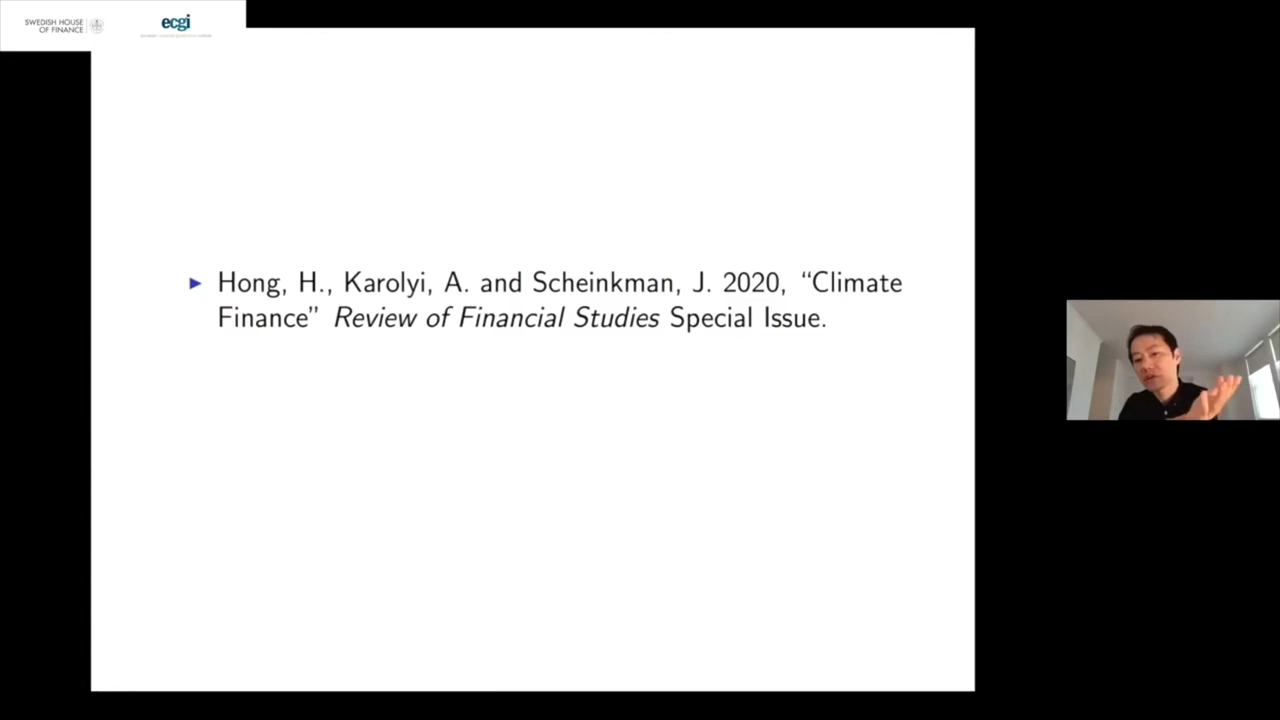 SWEDISH HOUSE
OF FINANCE
ecgi
▶ Hong, H., Karolyi, A. and Scheinkman, J. 2020, “Climate
Finance” Review of Financial Studies Special Issue.